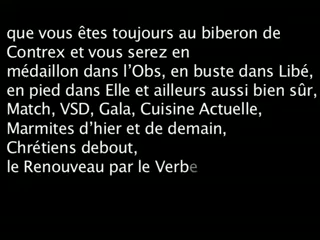 que vous êtes toujours au biberon de
Contrex et vous serez en
médaillon dans l'Obs, en buste dans Libé,
en pied dans Elle et ailleurs aussi bien sûr,
Match, VSD, Gala, Cuisine Actuelle,
Marmites d'hier et de demain,
Chrétiens debout,
le Renouveau par le Verbe